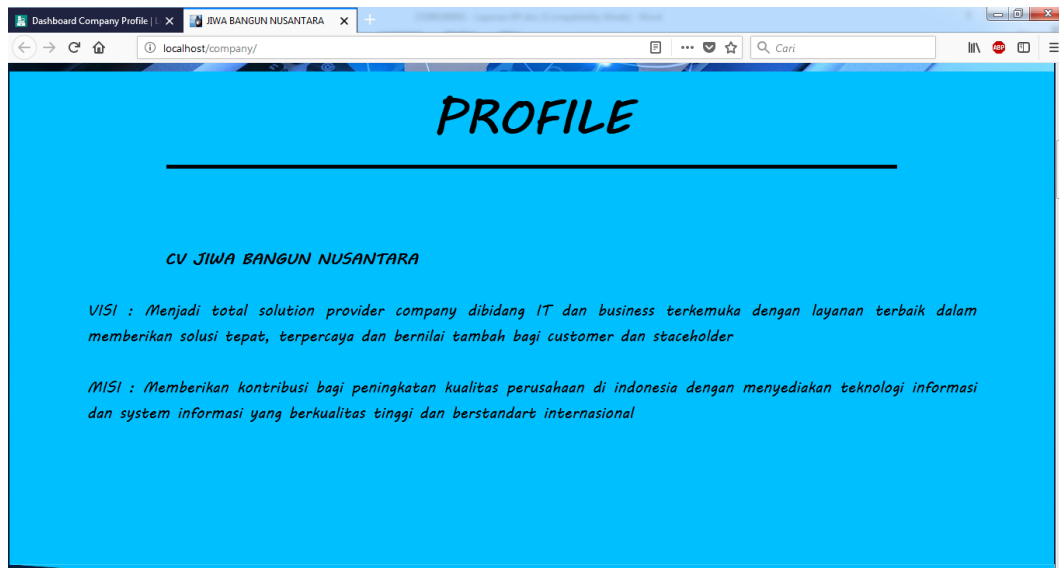 Dashboard Company Profile | L
JIWA BANGUN NUSANTARA
localhost/company/
Cari
ABP
PROFILE
CV JIWA BANGUN NUSANTARA
VISI : Menjadi total solution provider company dibidang IT dan business terkemuka dengan layanan terbaik dalam
memberikan solusi tepat, terpercaya dan bernilai tambah bagi customer dan staceholder
MISI : Memberikan kontribusi bagi peningkatan kualitas perusahaan di indonesia dengan menyediakan teknologi informasi
dan system informasi yang berkualitas tinggi dan berstandart internasional